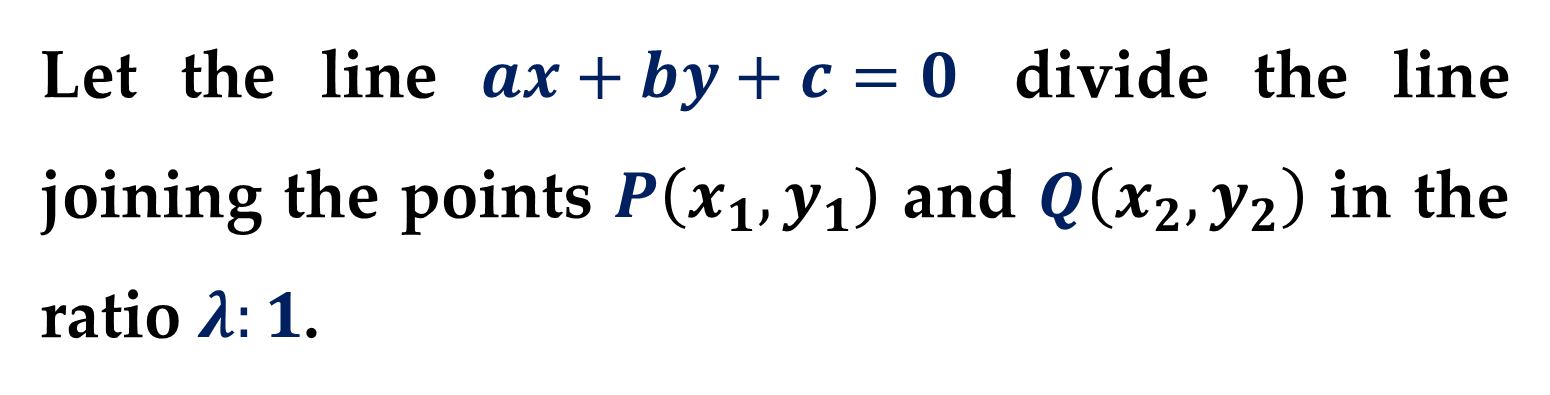 Let the line ax + by + c = 0 divide the line
joining the points P(x₁, y₁) and Q(x₂, y₂) in the
ratio λ: 1.